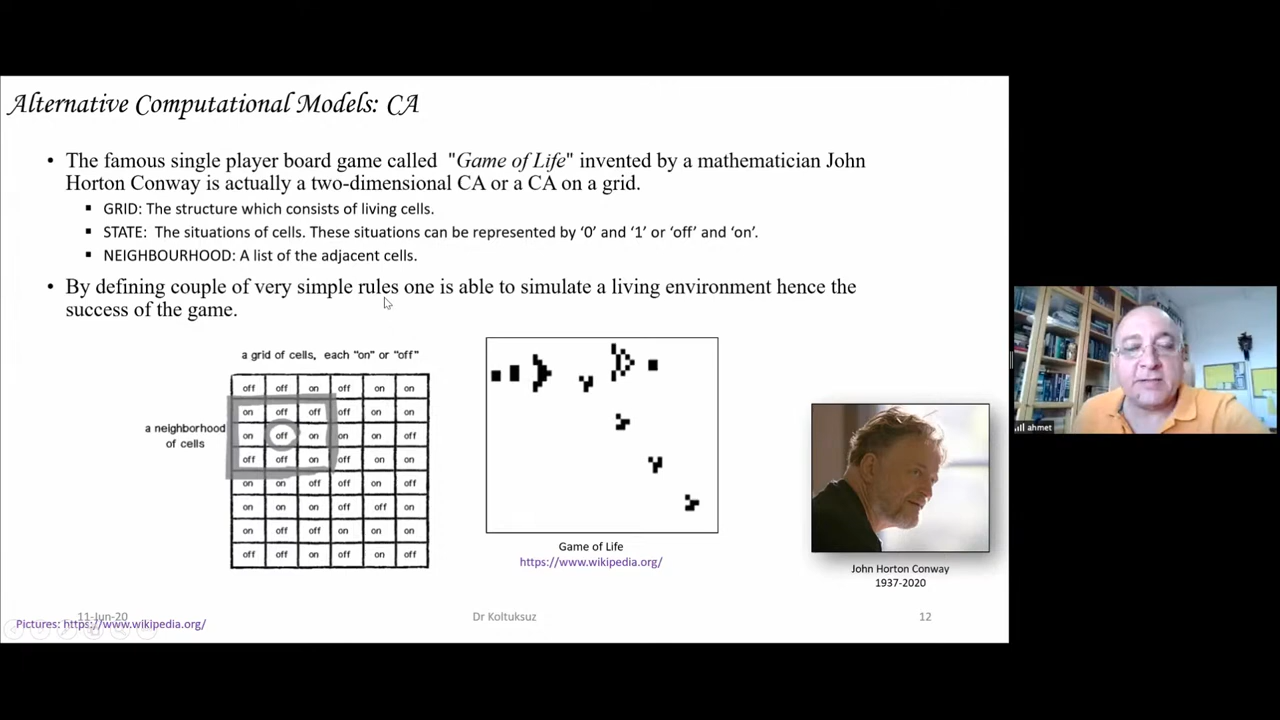 Alternative Computational Models: CA
• The famous single player board game called "Game of Life" invented by a mathematician John
Horton Conway is actually a two-dimensional CA or a CA on a grid.
▪ GRID: The structure which consists of living cells.
▪ STATE: The situations of cells. These situations can be represented by ‘0’ and ‘1’ or ‘off’ and ‘on’.
▪ NEIGHBOURHOOD: A list of the adjacent cells.
• By defining couple of very simple rules one is able to simulate a living environment hence the
success of the game.
a grid of cells, each "on" or "off"
off off on off on on
on off off off on on
a neighborhood
of cells
on off on on on off
off off on off on off
on on off off on off
on on off off off on
on off off on on off
off off on off on off
Game of Life
https://www.wikipedia.org/
John Horton Conway
1937-2020
ahmet
11-Jun-20
Dr Koltuksuz
12
Pictures: https://www.wikipedia.org/